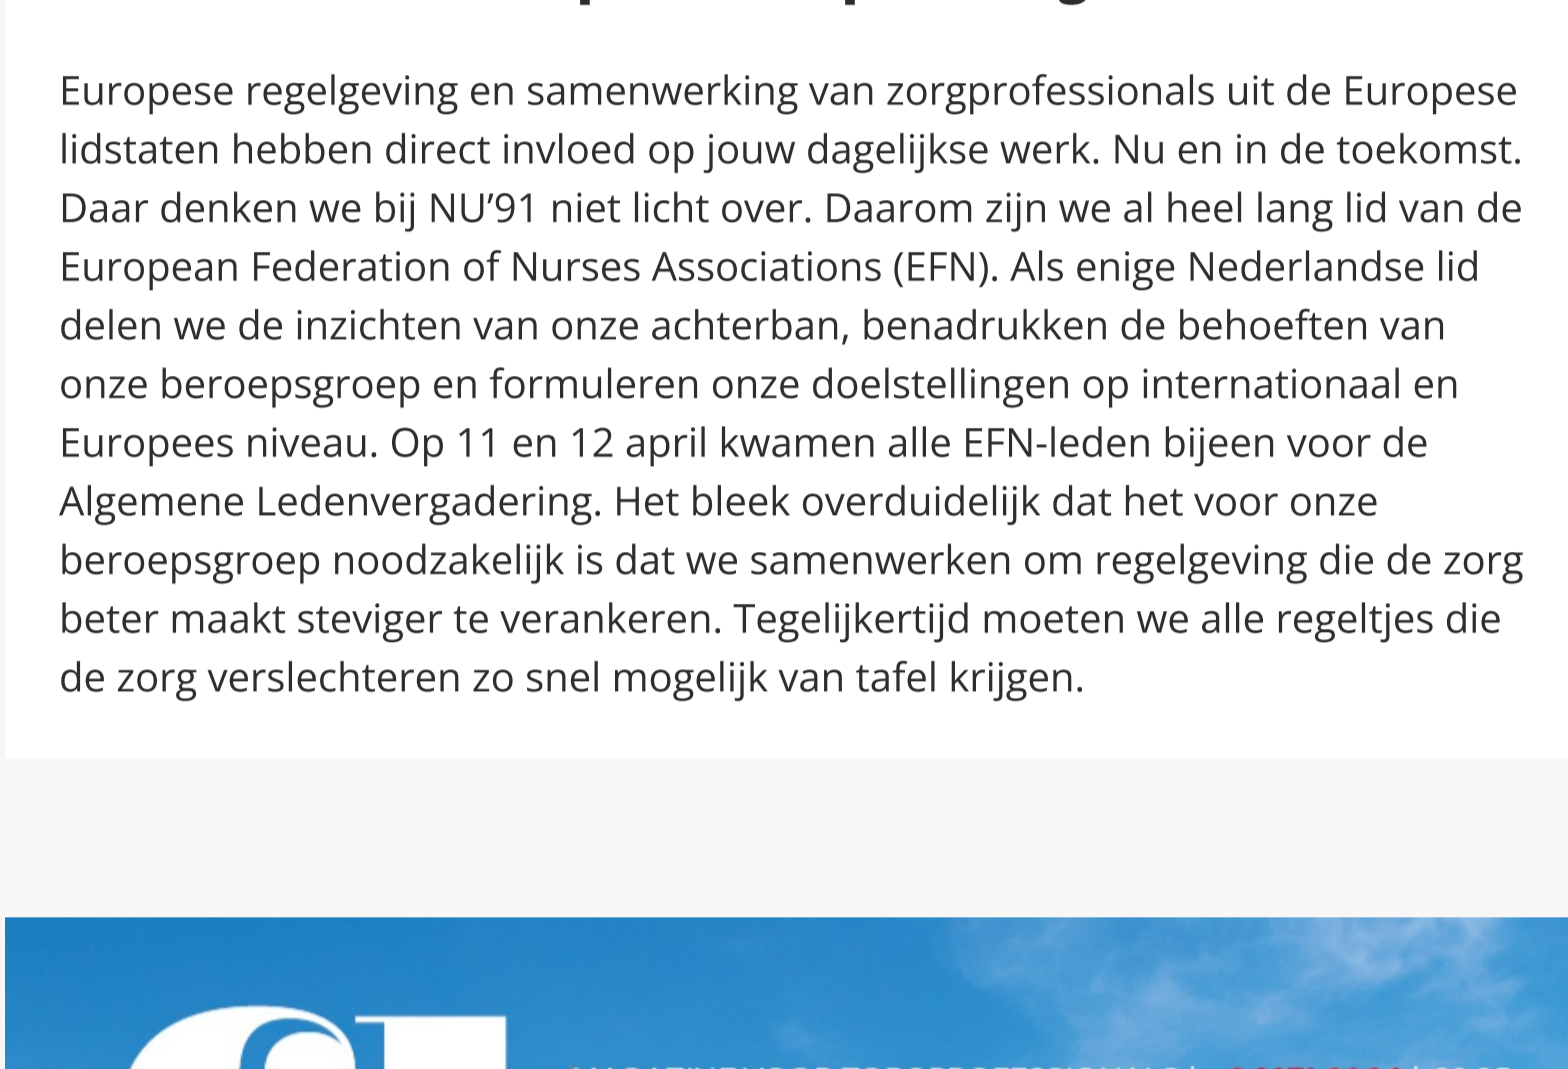 Europese regelgeving en samenwerking van zorgprofessionals uit de Europese
lidstaten hebben direct invloed op jouw dagelijkse werk. Nu en in de toekomst.
Daar denken we bij NU’91 niet licht over. Daarom zijn we al heel lang lid van de
European Federation of Nurses Associations (EFN). Als enige Nederlandse lid
delen we de inzichten van onze achterban, benadrukken de behoeften van
onze beroepsgroep en formuleren onze doelstellingen op internationaal en
Europees niveau. Op 11 en 12 april kwamen alle EFN-leden bijeen voor de
Algemene Ledenvergadering. Het bleek overduidelijk dat het voor onze
beroepsgroep noodzakelijk is dat we samenwerken om regelgeving die de zorg
beter maakt steviger te verankeren. Tegelijkertijd moeten we alle regeltjes die
de zorg verslechteren zo snel mogelijk van tafel krijgen.